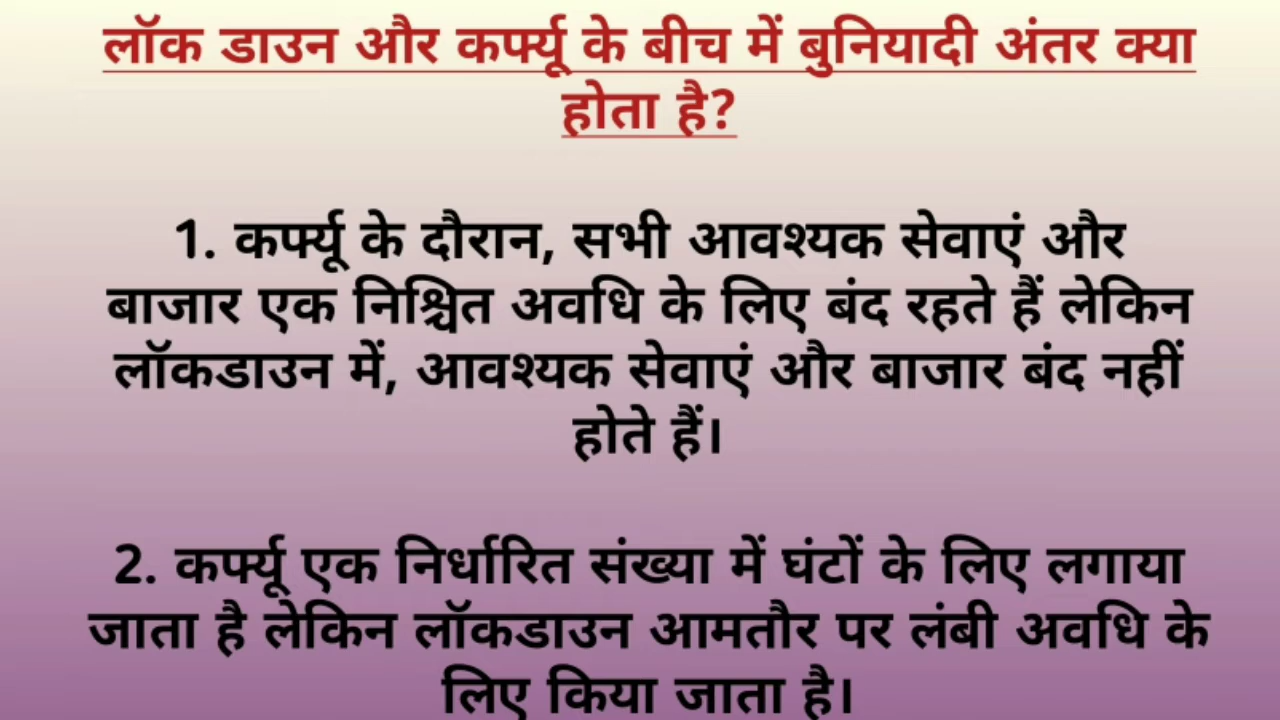 लॉक डाउन और कर्फ्यू के बीच में बुनियादी अंतर क्या
होता है?
1. कर्फ्यू के दौरान, सभी आवश्यक सेवाएं और
बाजार एक निश्चित अवधि के लिए बंद रहते हैं लेकिन
लॉकडाउन में, आवश्यक सेवाएं और बाजार बंद नहीं
होते हैं।
2. कर्फ्यू एक निर्धारित संख्या में घंटों के लिए लगाया
जाता है लेकिन लॉकडाउन आमतौर पर लंबी अवधि के
लिए किया जाता है।